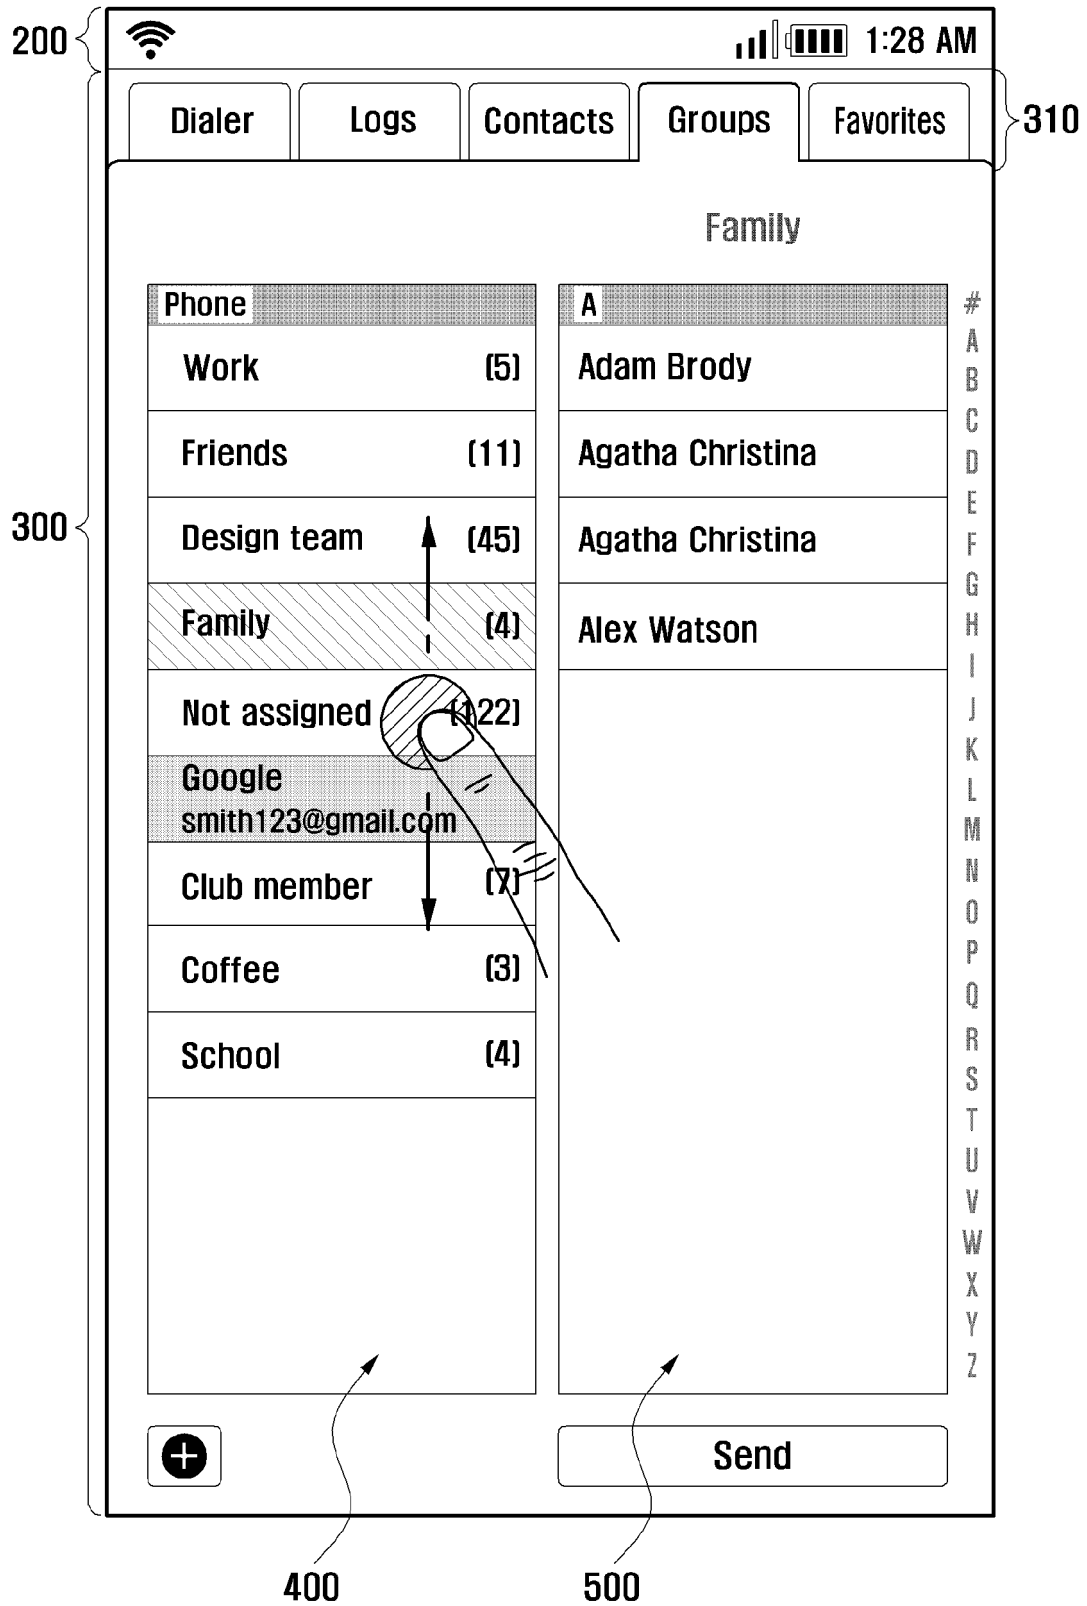 200
1:28 AM
Dialer
Logs
Contacts
Groups
Favorites
310
Family
Phone
Work (5)
Friends (11)
Design team (45)
Family (4)
Not assigned (122)
Google
smith123@gmail.com
Club member (7)
Coffee (3)
School (4)
300
A
Adam Brody
Agatha Christina
Agatha Christina
Alex Watson
#
A
B
C
D
E
F
G
H
I
J
K
L
M
N
O
P
Q
R
S
T
U
V
W
X
Y
Z
Send
400
500